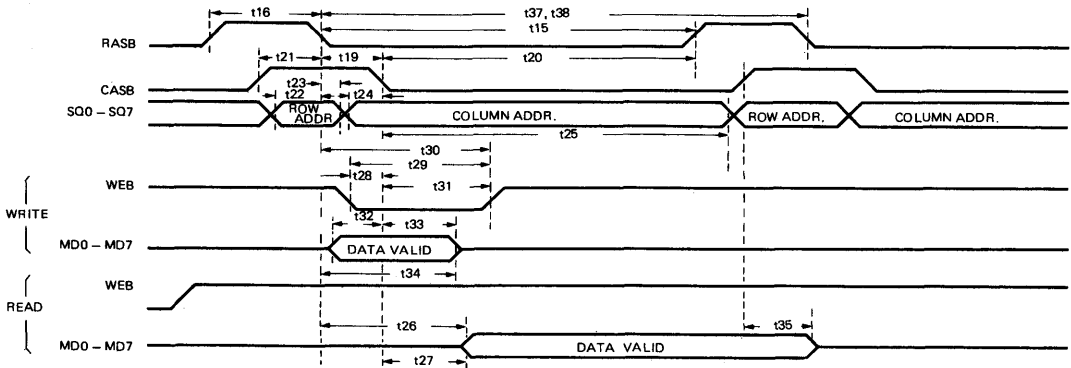 t16 t37, t38
t15
RASB
t21 t19 t20
CASB
t23
t22 t24
SQ0 – SQ7 ROW ADDR COLUMN ADDR. ROW ADDR. COLUMN ADDR.
t25
t30
t29
t28 t31
WEB
WRITE
t32 t33
MD0 – MD7 DATA VALID
t34
WEB
READ
t26 t35
MD0 – MD7 DATA VALID
t27